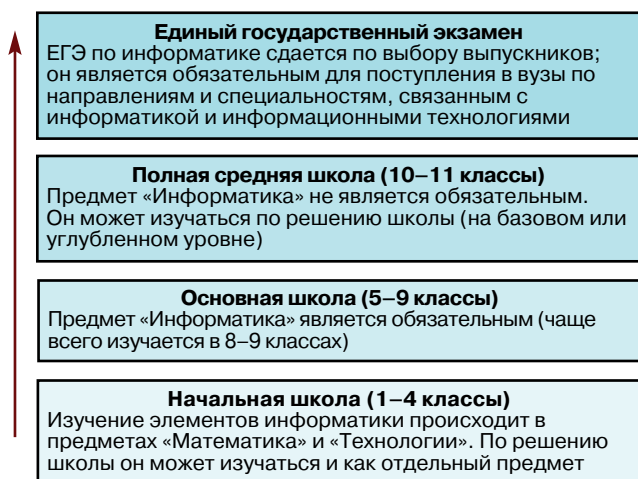 Единый государственный экзамен
ЕГЭ по информатике сдается по выбору выпускников;
он является обязательным для поступления в вузы по
направлениям и специальностям, связанным с
информатикой и информационными технологиями
Полная средняя школа (10–11 классы)
Предмет «Информатика» не является обязательным.
Он может изучаться по решению школы (на базовом или
углубленном уровне)
Основная школа (5–9 классы)
Предмет «Информатика» является обязательным (чаще
всего изучается в 8–9 классах)
Начальная школа (1–4 классы)
Изучение элементов информатики происходит в
предметах «Математика» и «Технологии». По решению
школы он может изучаться и как отдельный предмет